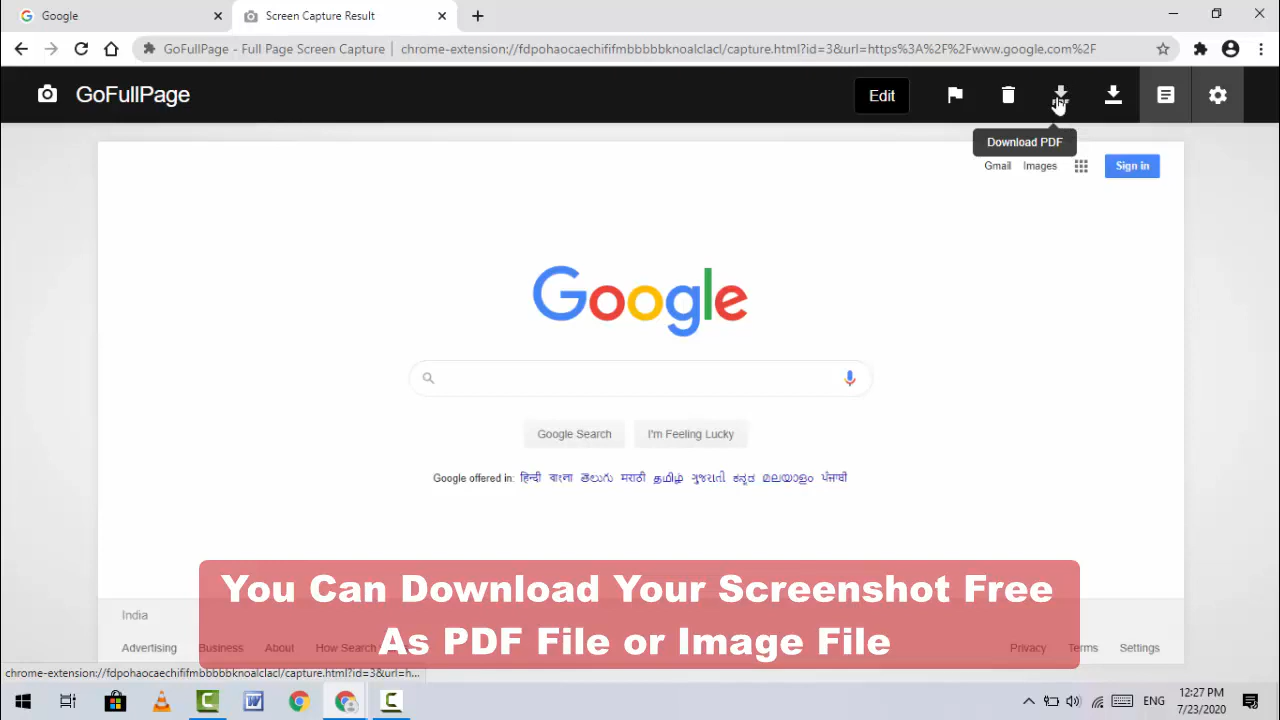 Google
Screen Capture Result
GoFullPage - Full Page Screen Capture | chrome-extension://fdpohaocaechififmbbbbbknoalclacl/capture.html?id=3&url=https%3A%2F%2Fwww.google.com%2F
GoFullPage
Edit
Download PDF
Gmail Images Sign in
Google
Google Search I'm Feeling Lucky
Google offered in: हिन्दी বাংলা తెలుగు मराठी தமிழ் ગુજરાતી ಕನ್ನಡ മലയാളം ਪੰਜਾਬੀ
You Can Download Your Screenshot Free
As PDF File or Image File
India
Advertising Business About How Search Privacy Terms Settings
chrome-extension://fdpohaocaechififmbbbbbknoalclacl/capture.html?id=3&url=h...
ENG
12:27 PM
7/23/2020